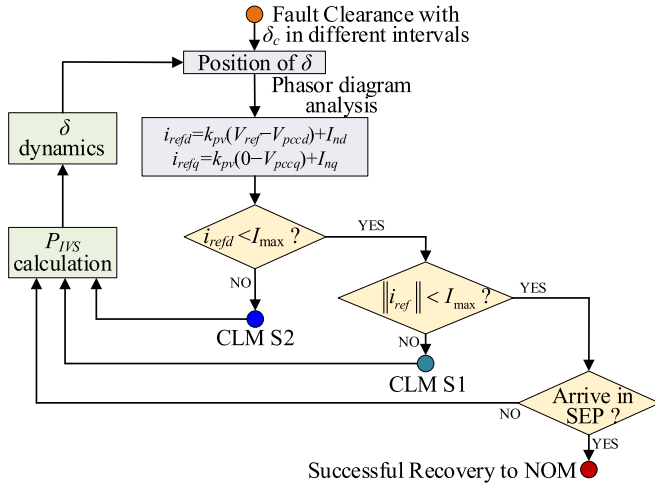 Fault Clearance with
δc in different intervals
Position of δ
Phasor diagram
analysis
δ
dynamics
irefd=kpv(Vref−Vpccd)+Ind
irefq=kpv(0−Vpccq)+Inq
PIVS
calculation
irefd <Imax ?
YES
NO
‖iref‖ < Imax ?
YES
NO
CLM S2
CLM S1
Arrive in
SEP ?
NO
YES
Successful Recovery to NOM